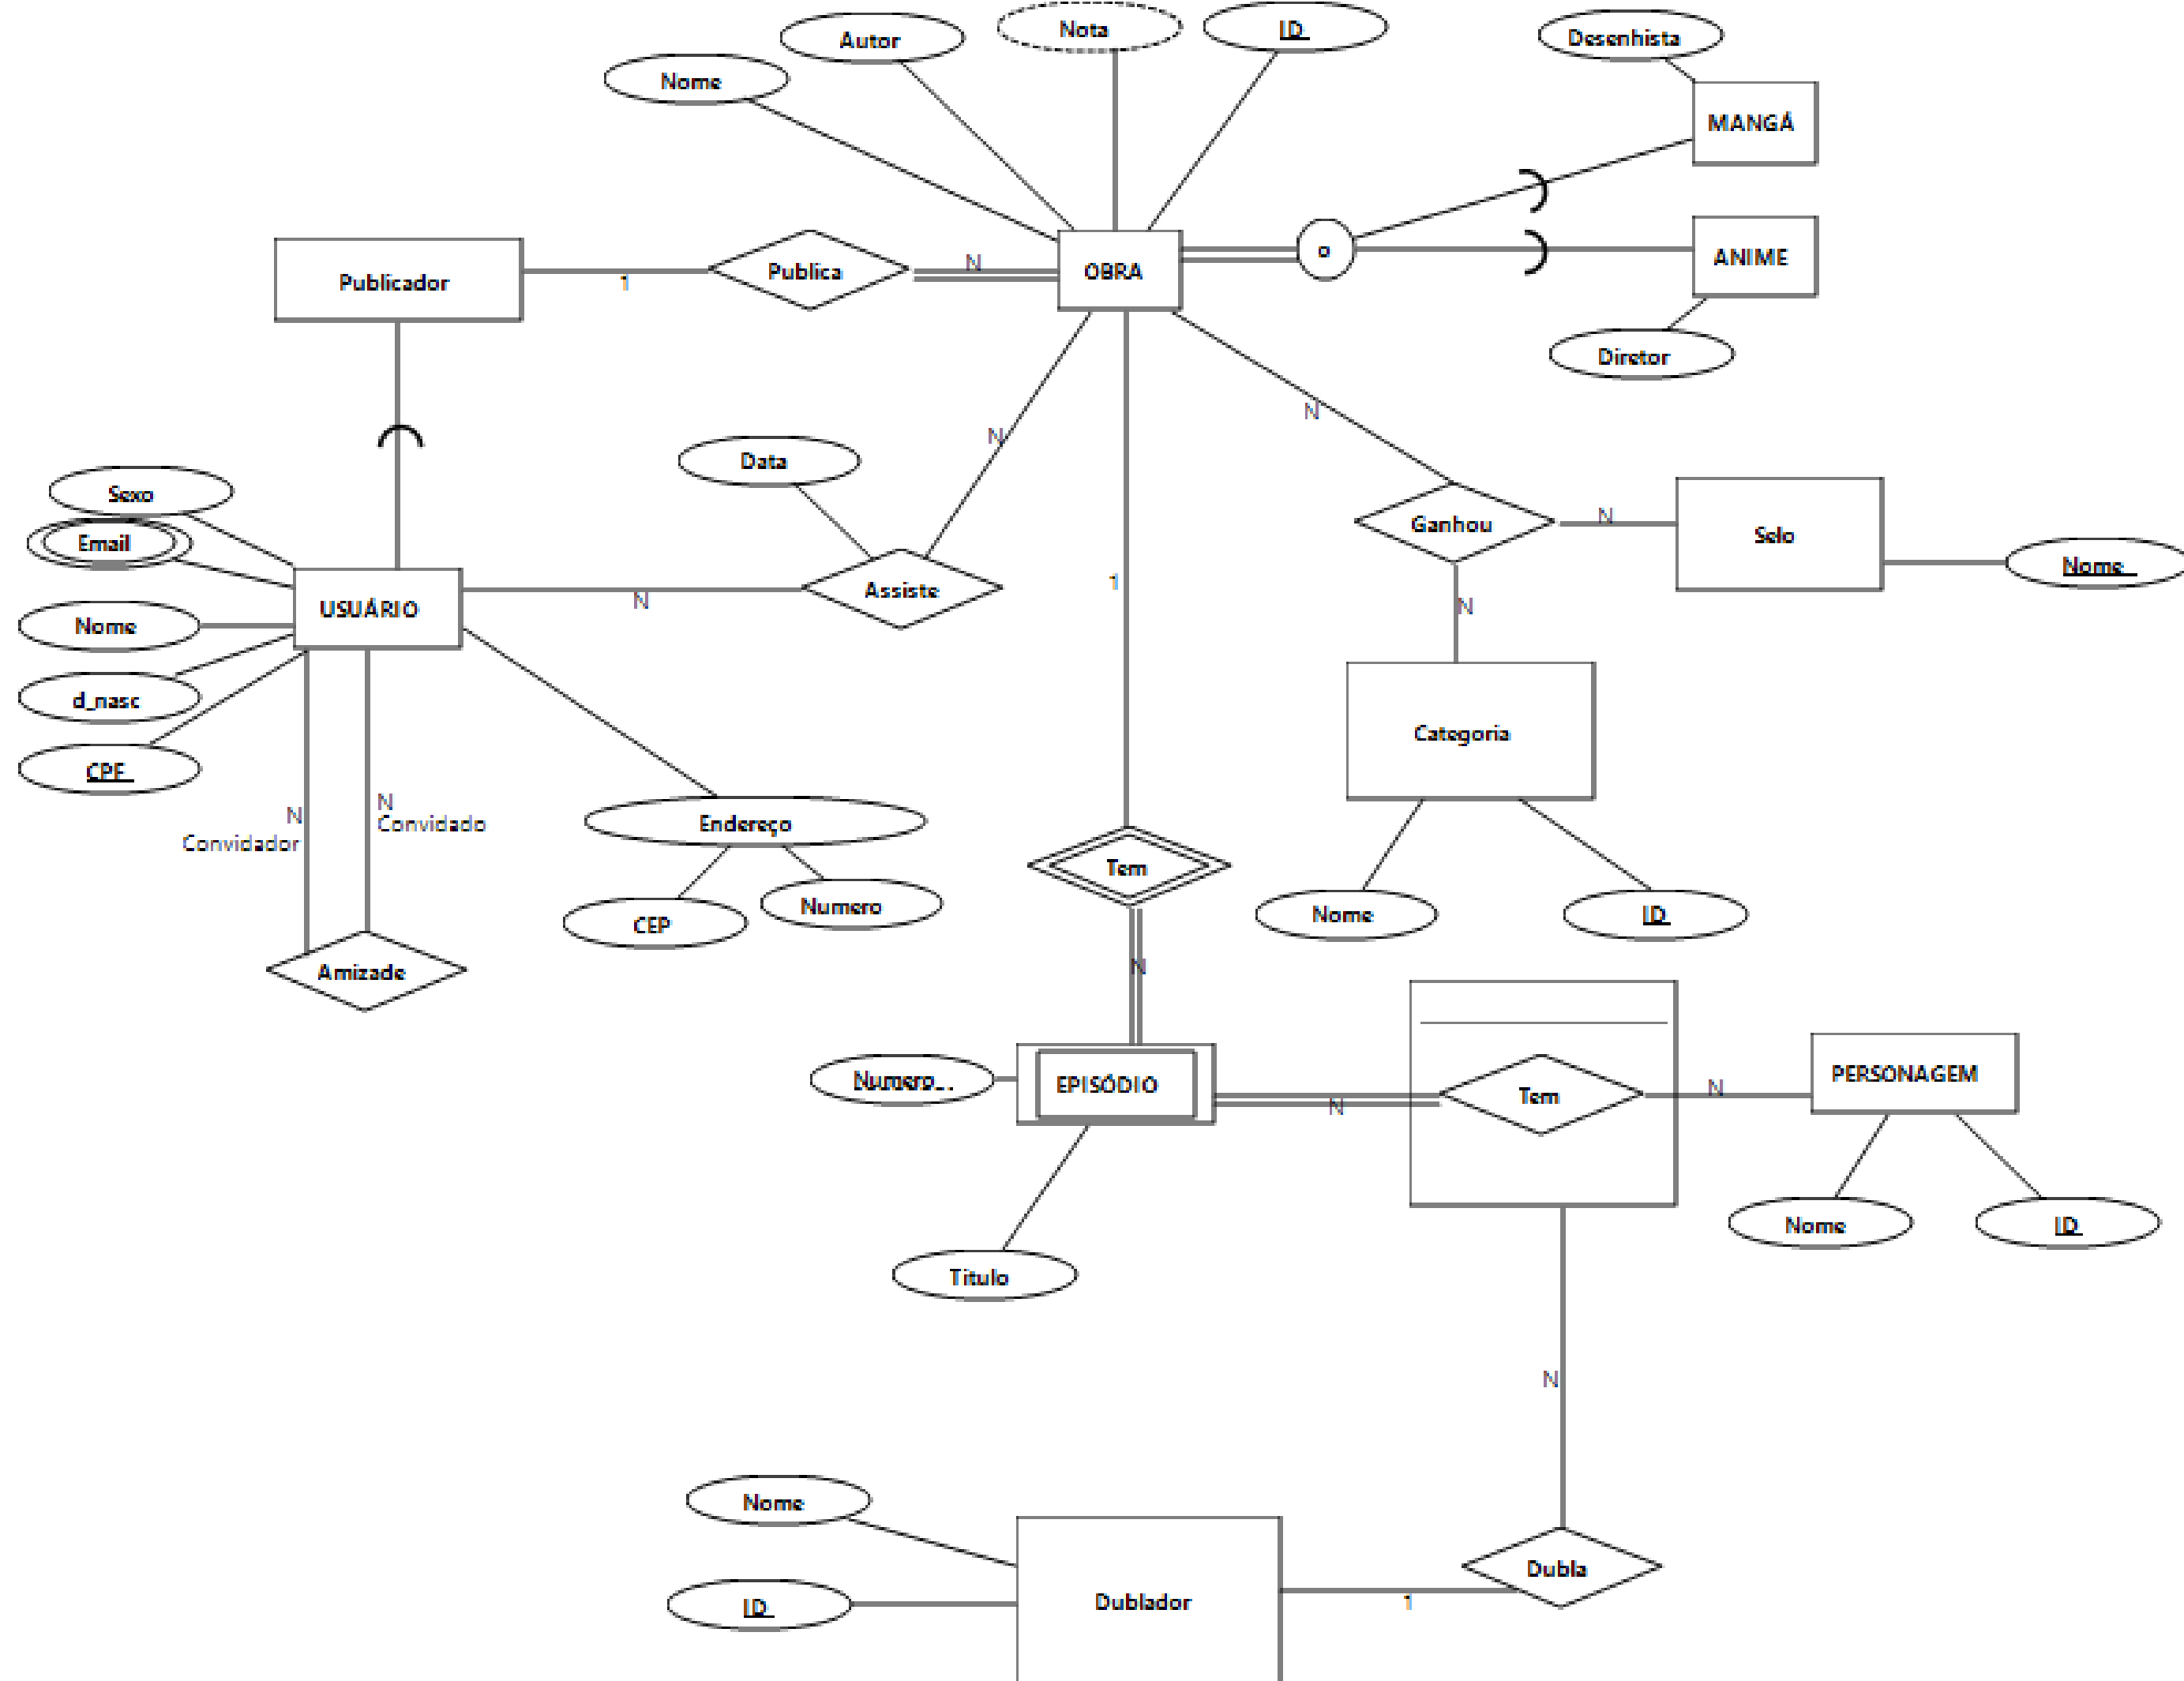 Nota
ID
Desenhista
Autor
Nome
MANGÁ
o
ANIME
OBRA
N
Publica
1
Publicador
Diretor
N
N
Data
Sexo
Ganhou
N
Selo
Email
Nome
1
Assiste
N
USUÁRIO
N
Nome
d_nasc
Categoria
CPF
N
Convidado
N
Convidador
Endereço
Tem
Numero
CEP
Nome
ID
Amizade
N
Numero
EPISÓDIO
N
Tem
N
PERSONAGEM
Nome
ID
Titulo
N
Nome
Dubla
ID
Dublador
1